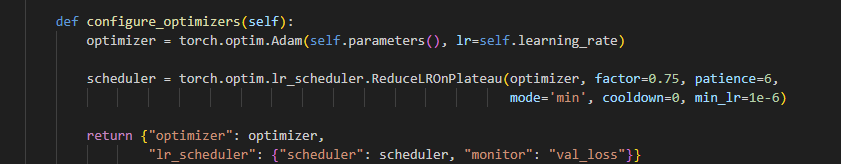 def configure_optimizers(self):
optimizer = torch.optim.Adam(self.parameters(), lr=self.learning_rate)
scheduler = torch.optim.lr_scheduler.ReduceLROnPlateau(optimizer, factor=0.75, patience=6,
mode='min', cooldown=0, min_lr=1e-6)
return {"optimizer": optimizer,
"lr_scheduler": {"scheduler": scheduler, "monitor": "val_loss"}}